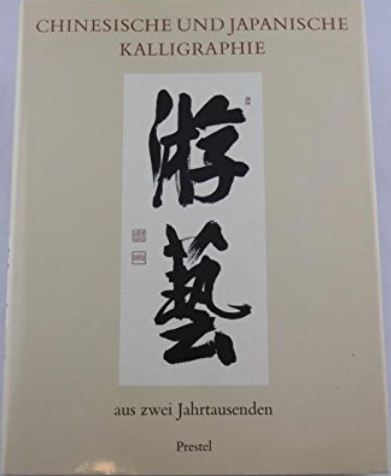 CHINESISCHE UND JAPANISCHE
KALLIGRAPHIE
游
藝
aus zwei Jahrtausenden
Prestel